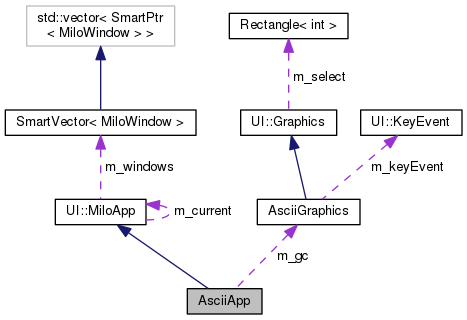 std::vector< SmartPtr
< MiloWindow > >
Rectangle< int >
m_select
SmartVector< MiloWindow >
UI::Graphics
UI::KeyEvent
m_windows
m_keyEvent
UI::MiloApp
m_current
AsciiGraphics
m_gc
AsciiApp